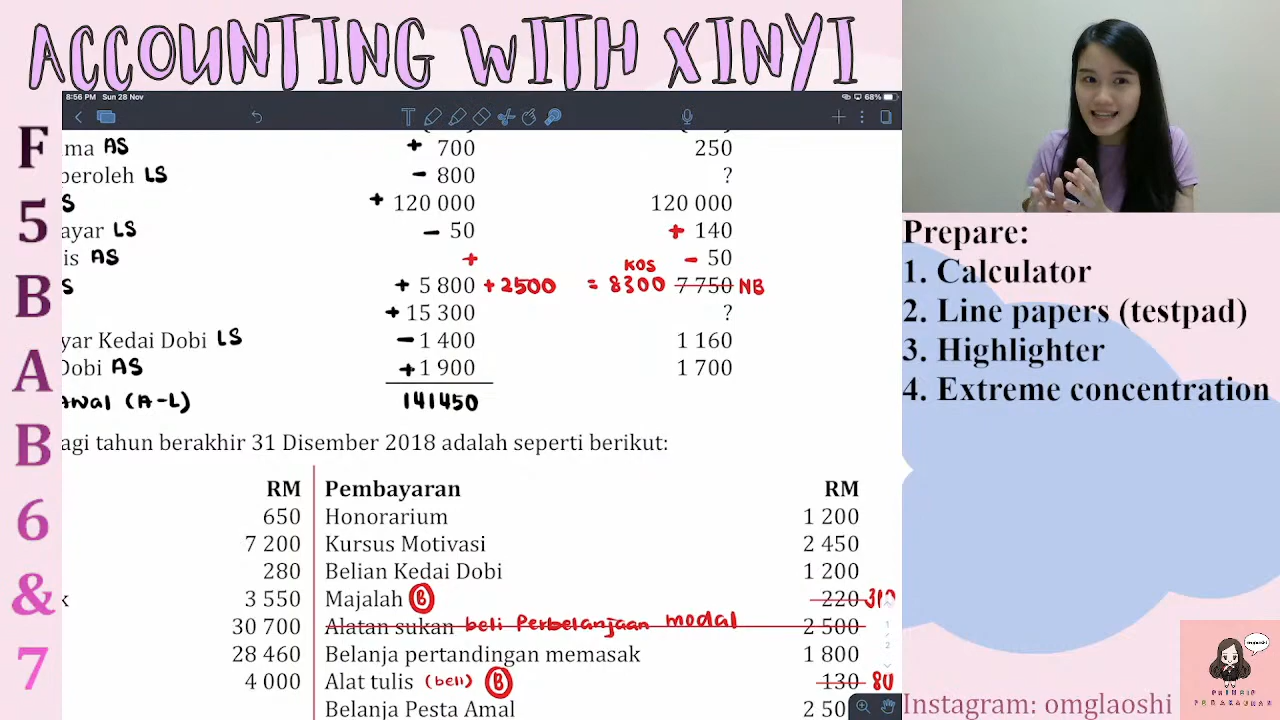 ACCOUNTING WITH XINYI
8:56 PM Sun 28 Nov 68%
ma AS + 700 250
peroleh LS - 800 ?
S + 120 000 120 000
ayar LS - 50 + 140
is AS + - 50
S + 5 800 + 2500 = 8300 KOS 7 750 NB
+ 15 300 ?
yar Kedai Dobi LS - 1 400 1 160
Dobi AS + 1 900 1 700
Awal (A-L) 141450
agi tahun berakhir 31 Disember 2018 adalah seperti berikut:
RM Pembayaran RM
650 Honorarium 1 200
7 200 Kursus Motivasi 2 450
280 Belian Kedai Dobi 1 200
k 3 550 Majalah B 220
30 700 Alatan sukan beli Perbelanjaan modal 2 500
28 460 Belanja pertandingan memasak 1 800
4 000 Alat tulis (beli) B 130
Belanja Pesta Amal 2 50
F
5
B
A
B
6
&
7
Prepare:
1. Calculator
2. Line papers (testpad)
3. Highlighter
4. Extreme concentration
Instagram: omglaoshi